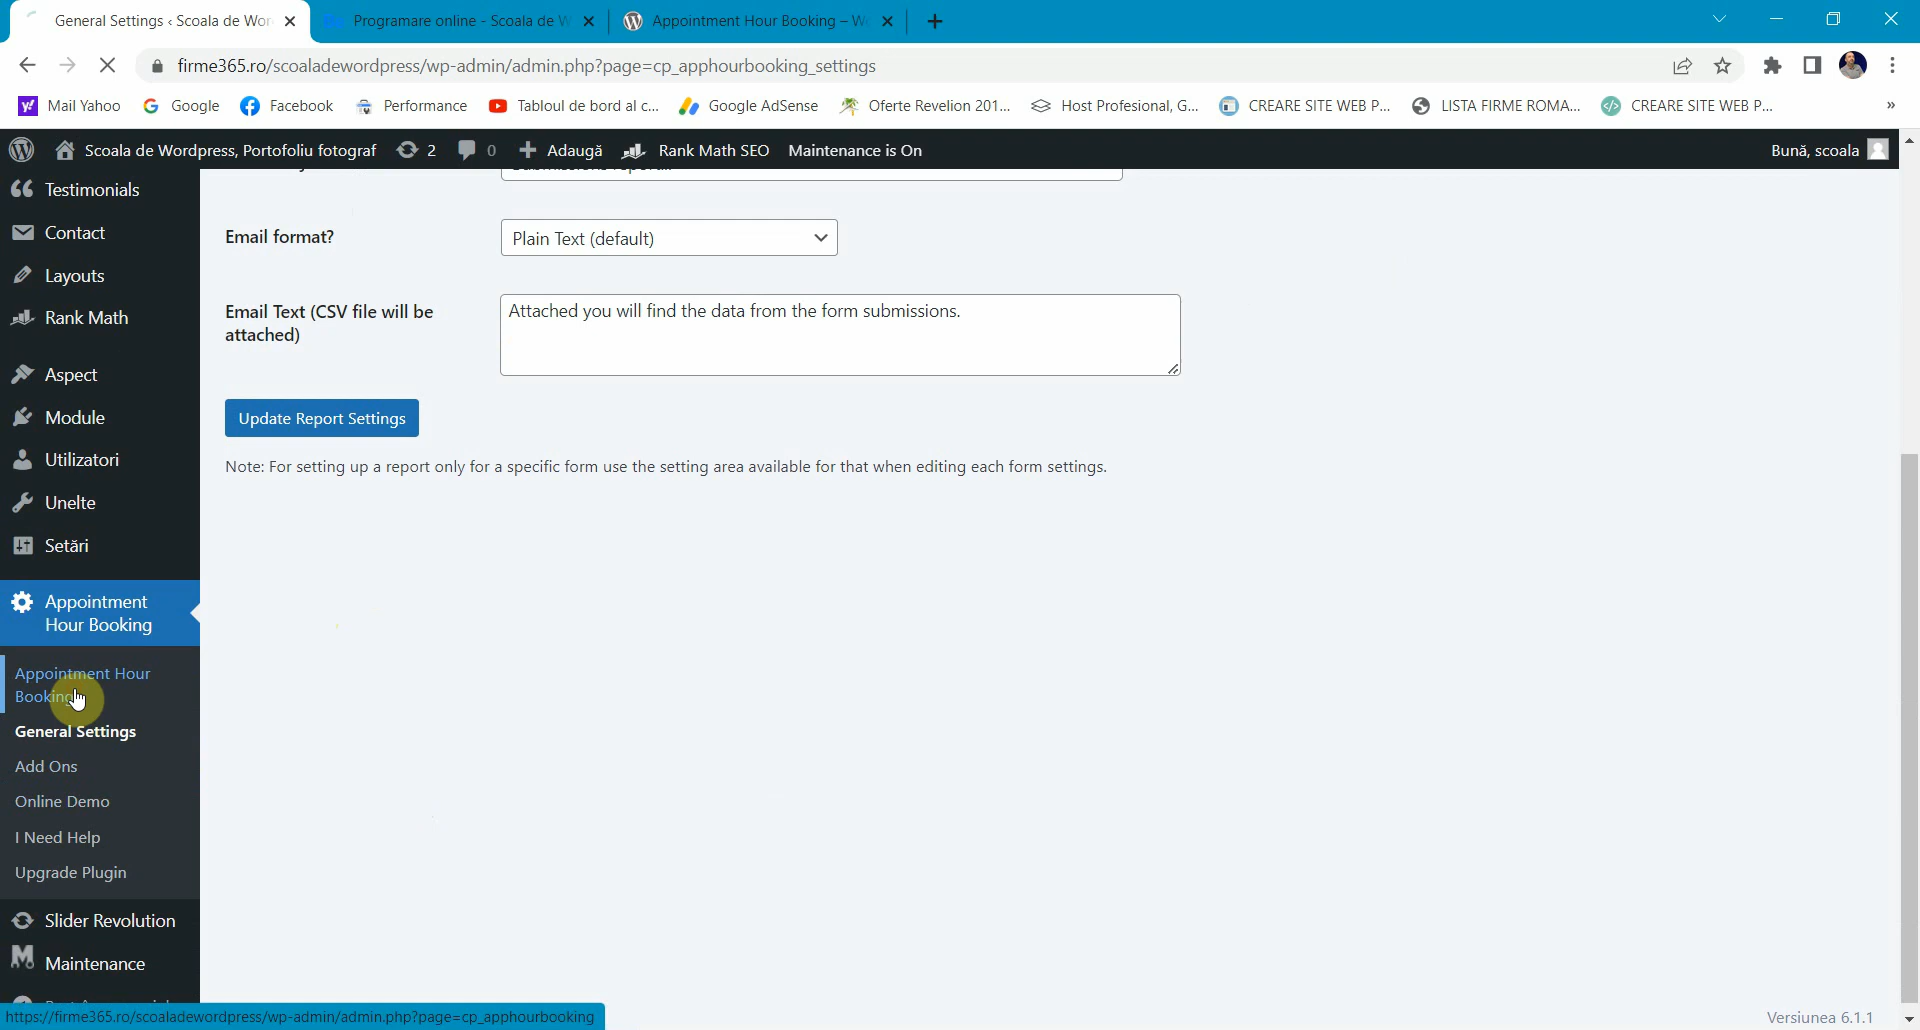 General Settings ‹ Scoala de Wor
Programare online - Scoala de W
Appointment Hour Booking – W
firme365.ro/scoaladewordpress/wp-admin/admin.php?page=cp_apphourbooking_settings
Mail Yahoo
Google
Facebook
Performance
Tabloul de bord al c...
Google AdSense
Oferte Revelion 201...
Host Profesional, G...
CREARE SITE WEB P...
LISTA FIRME ROMA...
CREARE SITE WEB P...
»
Scoala de Wordpress, Portofoliu fotograf
2
0
Adaugă
Rank Math SEO
Maintenance is On
Bună, scoala
Testimonials
Contact
Layouts
Rank Math
Aspect
Module
Utilizatori
Unelte
Setări
Appointment
Hour Booking
Appointment Hour
Booking
General Settings
Add Ons
Online Demo
I Need Help
Upgrade Plugin
Slider Revolution
Maintenance
Email format?
Plain Text (default)
Email Text (CSV file will be
attached)
Attached you will find the data from the form submissions.
Update Report Settings
Note: For setting up a report only for a specific form use the setting area available for that when editing each form settings.
https://firme365.ro/scoaladewordpress/wp-admin/admin.php?page=cp_apphourbooking
Versiunea 6.1.1